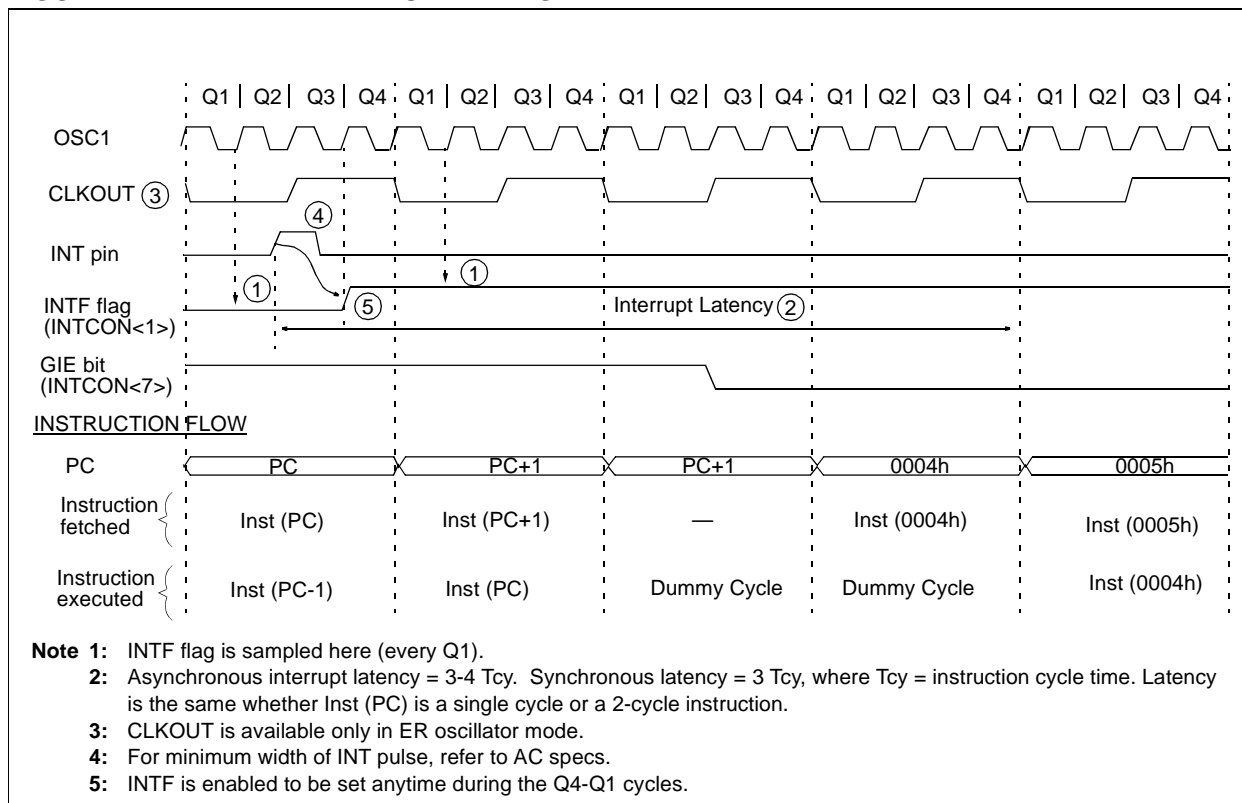 Q1 | Q2 | Q3 | Q4 Q1 | Q2 | Q3 | Q4 Q1 | Q2 | Q3 | Q4 Q1 | Q2 | Q3 | Q4 Q1 | Q2 | Q3 | Q4
OSC1
CLKOUT 3
4
INT pin
1 1
INTF flag
(INTCON<1>)
5
Interrupt Latency 2
GIE bit
(INTCON<7>)
INSTRUCTION FLOW
PC PC PC+1 PC+1 0004h 0005h
Instruction
fetched
Inst (PC) Inst (PC+1) — Inst (0004h) Inst (0005h)
Instruction
executed
Inst (PC-1) Inst (PC) Dummy Cycle Dummy Cycle Inst (0004h)
Note 1: INTF flag is sampled here (every Q1).
2: Asynchronous interrupt latency = 3-4 Tcy. Synchronous latency = 3 Tcy, where Tcy = instruction cycle time. Latency
is the same whether Inst (PC) is a single cycle or a 2-cycle instruction.
3: CLKOUT is available only in ER oscillator mode.
4: For minimum width of INT pulse, refer to AC specs.
5: INTF is enabled to be set anytime during the Q4-Q1 cycles.